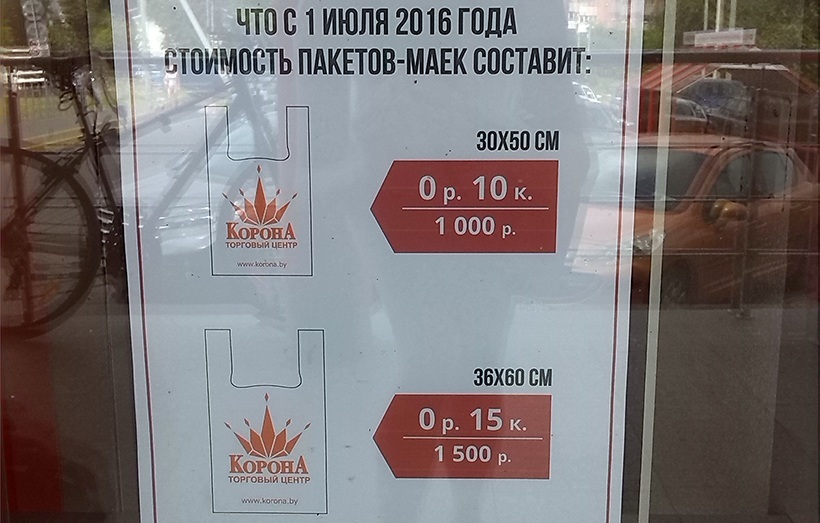 ЧТО С 1 ИЮЛЯ 2016 ГОДА
СТОИМОСТЬ ПАКЕТОВ-МАЕК СОСТАВИТ:
30Х50 СМ
0 р. 10 к.
1 000 р.
КОРОНА
ТОРГОВЫЙ ЦЕНТР
www.korona.by
36Х60 СМ
0 р. 15 к.
1 500 р.
КОРОНА
ТОРГОВЫЙ ЦЕНТР
www.korona.by